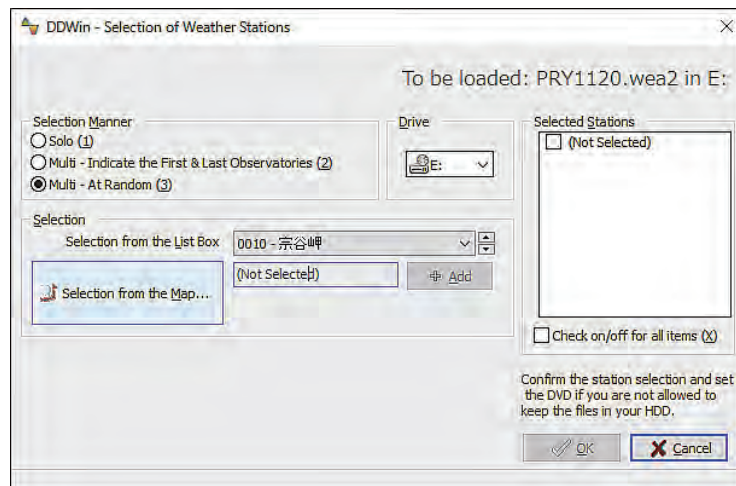 DDWin - Selection of Weather Stations
To be loaded: PRY1120.wea2 in E:
Selection Manner
Solo (1)
Multi - Indicate the First & Last Observatories (2)
Multi - At Random (3)
Drive
E:
Selected Stations
(Not Selected)
Selection
Selection from the List Box
0010 - 宗谷岬
Selection from the Map...
(Not Selected)
Add
Check on/off for all items (X)
Confirm the station selection and set
the DVD if you are not allowed to
keep the files in your HDD.
OK
Cancel